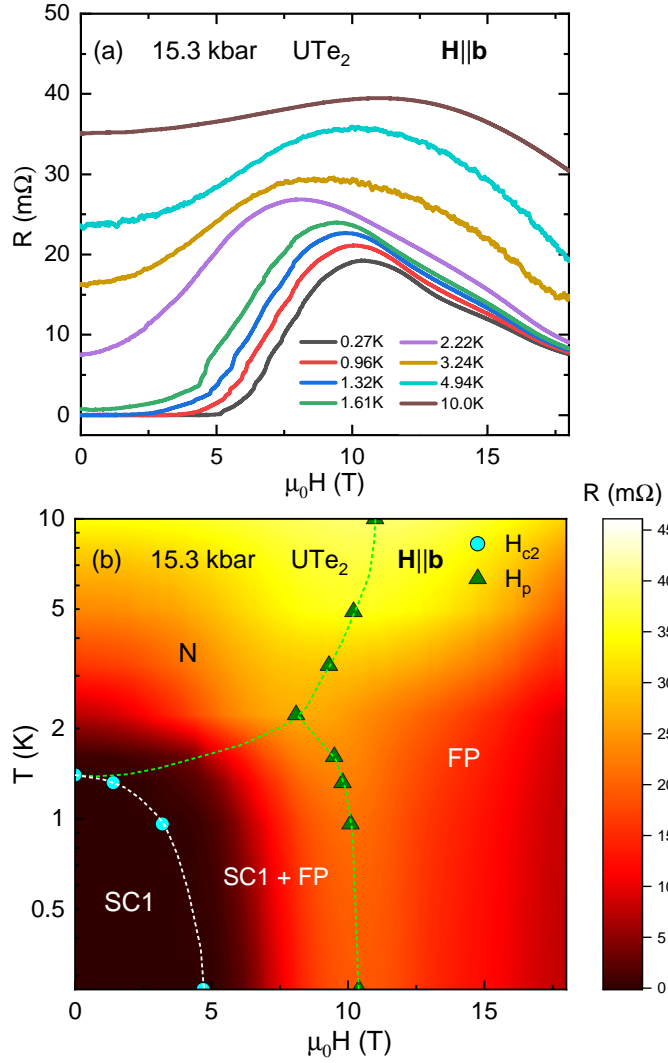 (a) 15.3 kbar UTe₂ H||b
50
40
30
20
10
0
R (mΩ)
0.27K 2.22K
0.96K 3.24K
1.32K 4.94K
1.61K 10.0K
0 5 10 15
μ₀H (T)
R (mΩ)
(b) 15.3 kbar UTe₂ H||b
H_c2
H_p
N
FP
SC1 + FP
SC1
10
5
2
1
0.5
T (K)
0 5 10 15
μ₀H (T)
45
40
35
30
25
20
15
10
5
0